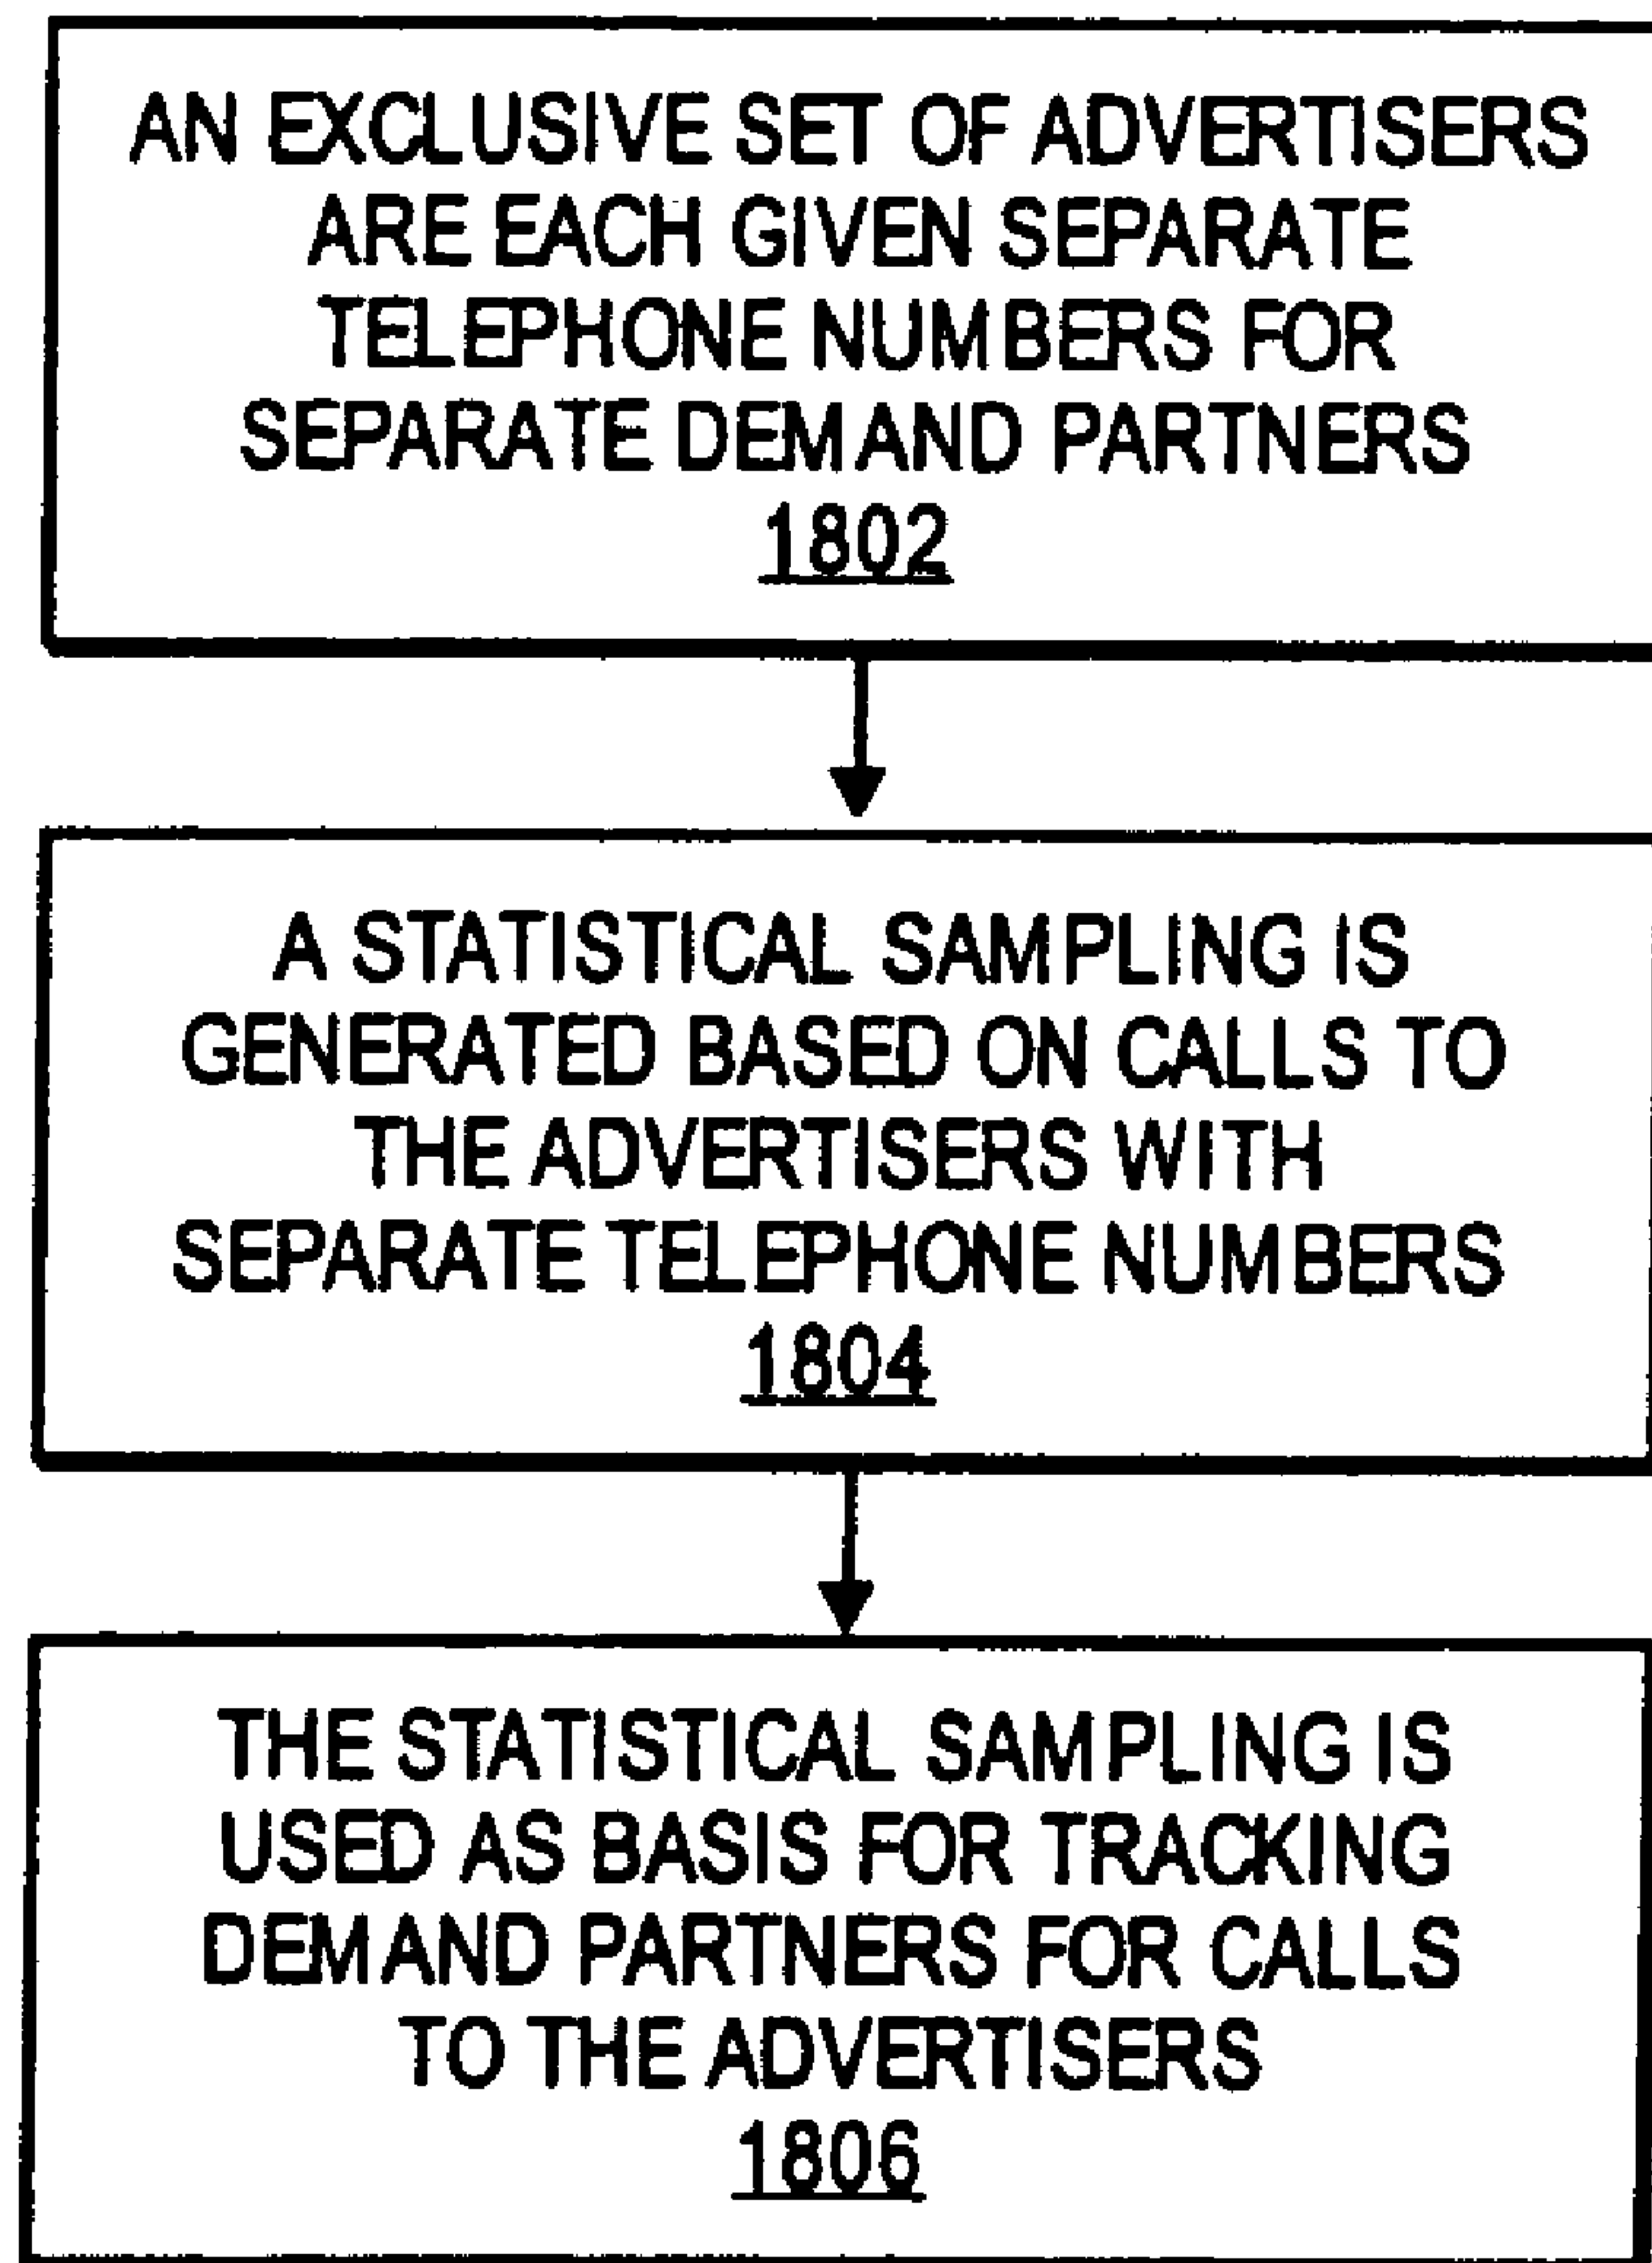 AN EXCLUSIVE SET OF ADVERTISERS
ARE EACH GIVEN SEPARATE
TELEPHONE NUMBERS FOR
SEPARATE DEMAND PARTNERS
1802
A STATISTICAL SAMPLING IS
GENERATED BASED ON CALLS TO
THE ADVERTISERS WITH
SEPARATE TELEPHONE NUMBERS
1804
THE STATISTICAL SAMPLING IS
USED AS BASIS FOR TRACKING
DEMAND PARTNERS FOR CALLS
TO THE ADVERTISERS
1806